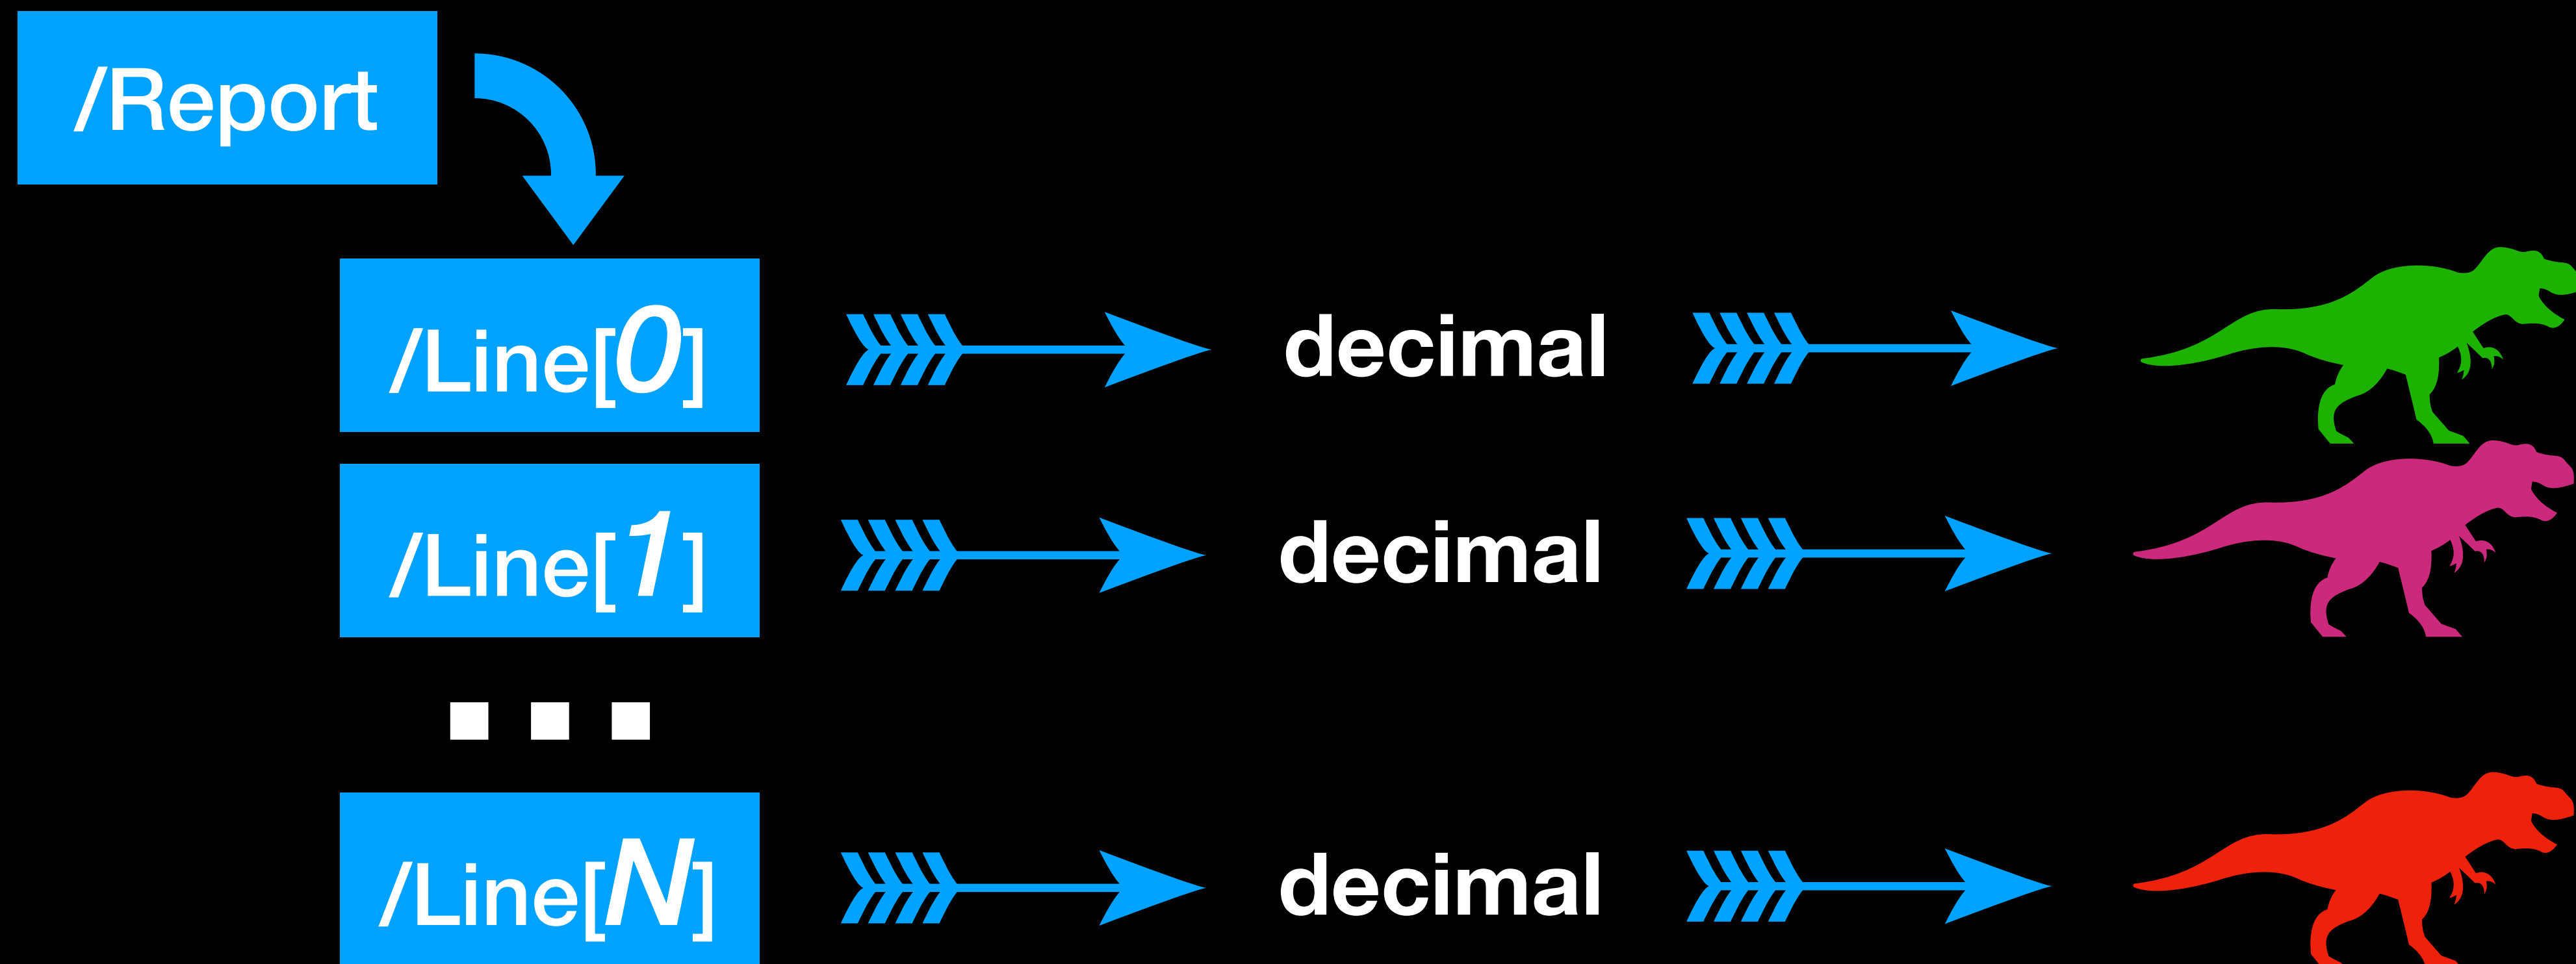 /Report
/Line[0] decimal
/Line[1] decimal
...
/Line[N] decimal